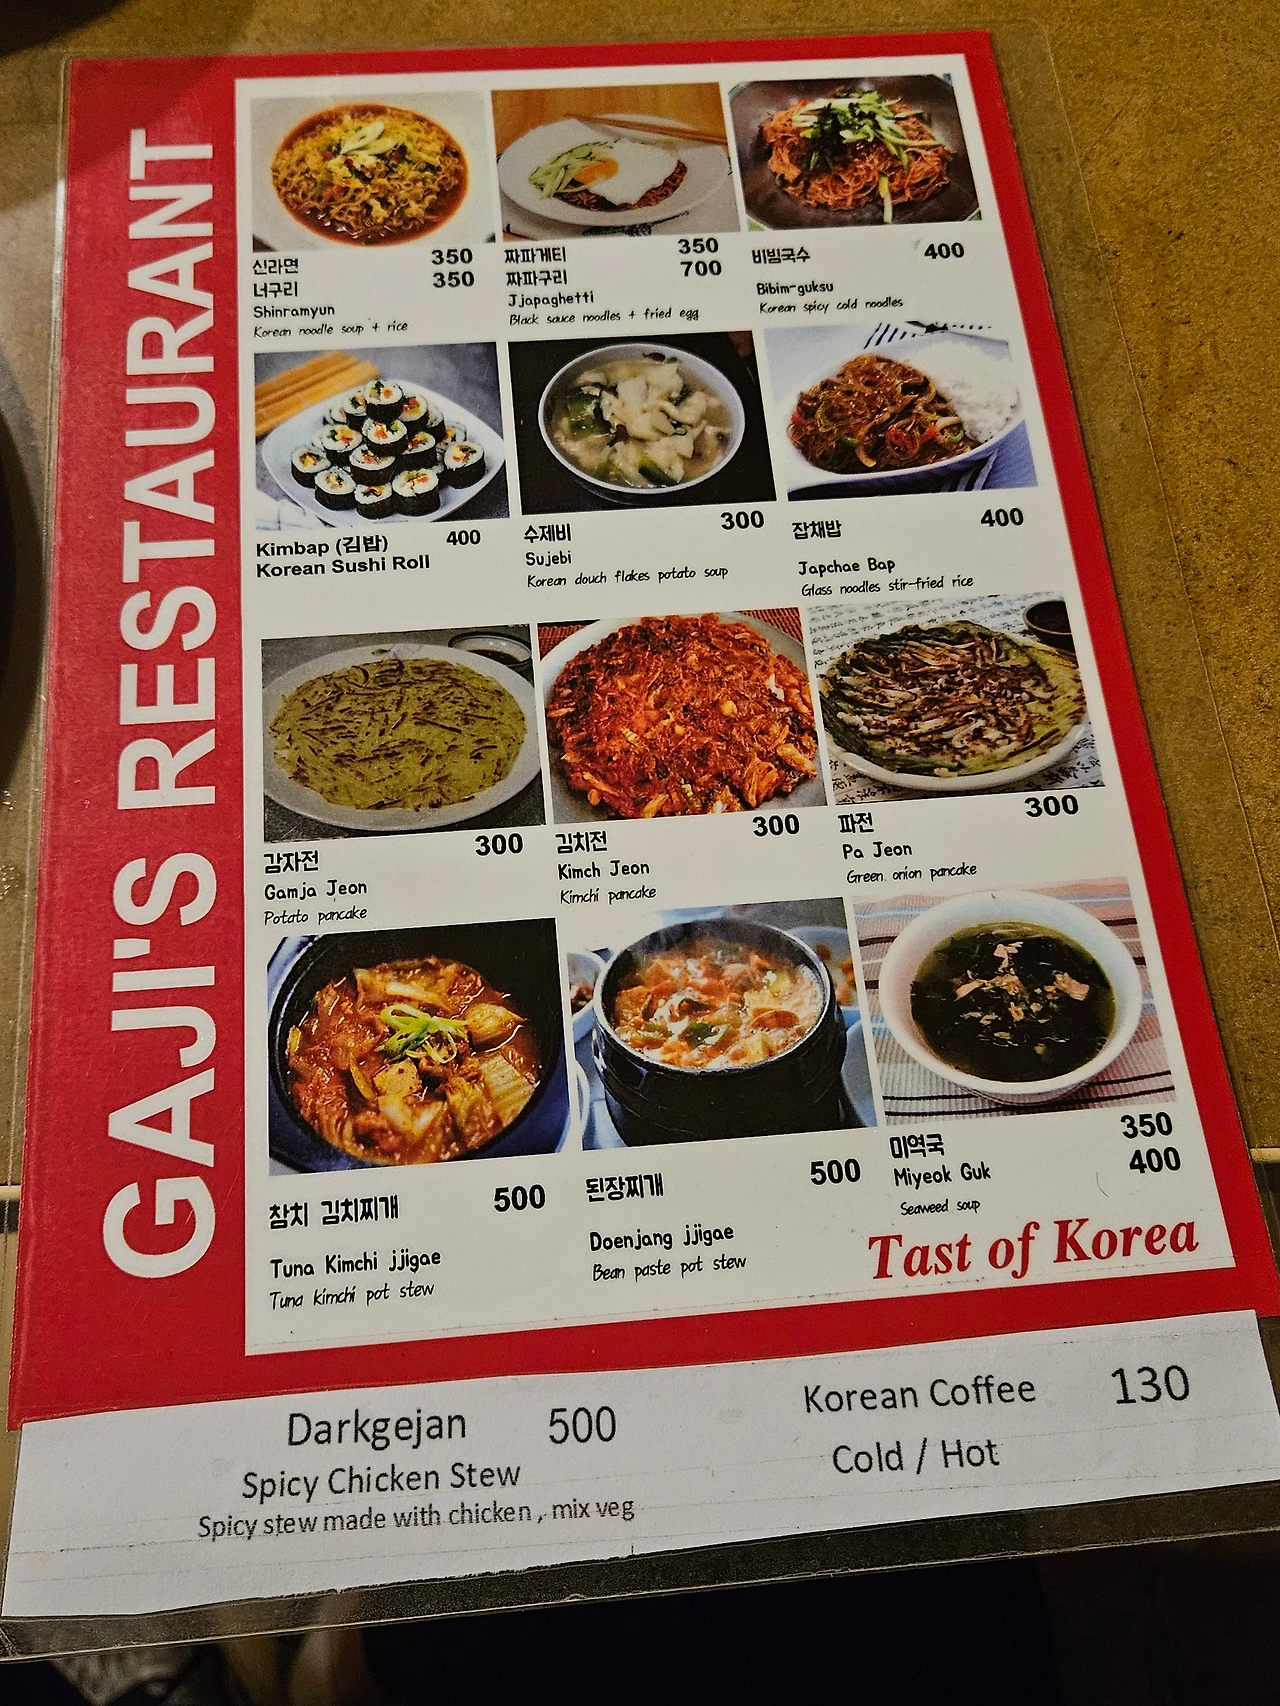 GAJI'S RESTAURANT
신라면 350
너구리 350
Shinramyun
Korean noodle soup + rice
짜파게티 350
짜파구리 700
Jjapaghetti
Black sauce noodles + fried egg
비빔국수 400
Bibim-guksu
Korean spicy cold noodles
Kimbap (김밥) 400
Korean Sushi Roll
수제비 300
Sujebi
Korean douch flakes potato soup
잡채밥 400
Japchae Bap
Glass noodles stir-fried rice
감자전 300
Gamja Jeon
Potato pancake
김치전 300
Kimch Jeon
Kimchi pancake
파전 300
Pa Jeon
Green onion pancake
참치 김치찌개 500
Tuna Kimchi jjigae
Tuna kimchi pot stew
된장찌개 500
Doenjang jjigae
Bean paste pot stew
미역국 350
Miyeok Guk 400
Seaweed soup
Tast of Korea
Darkgejan 500
Spicy Chicken Stew
Spicy stew made with chicken , mix veg
Korean Coffee 130
Cold / Hot